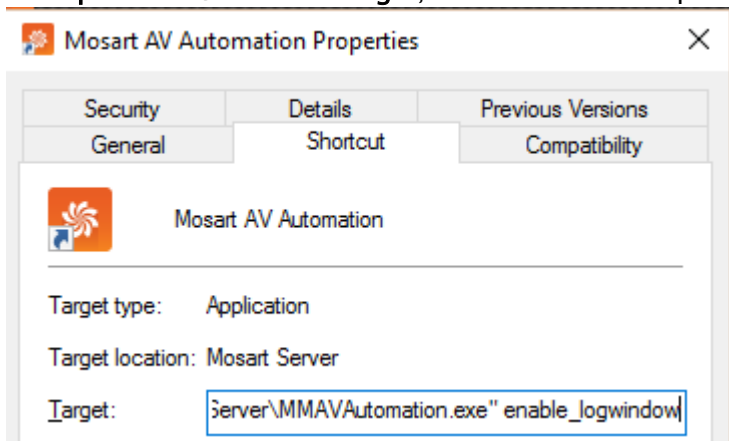 Mosart AV Automation Properties
Security Details Previous Versions
General Shortcut Compatibility
Mosart AV Automation
Target type: Application
Target location: Mosart Server
Target: Server\MMAVAutomation.exe" enable_logwindow